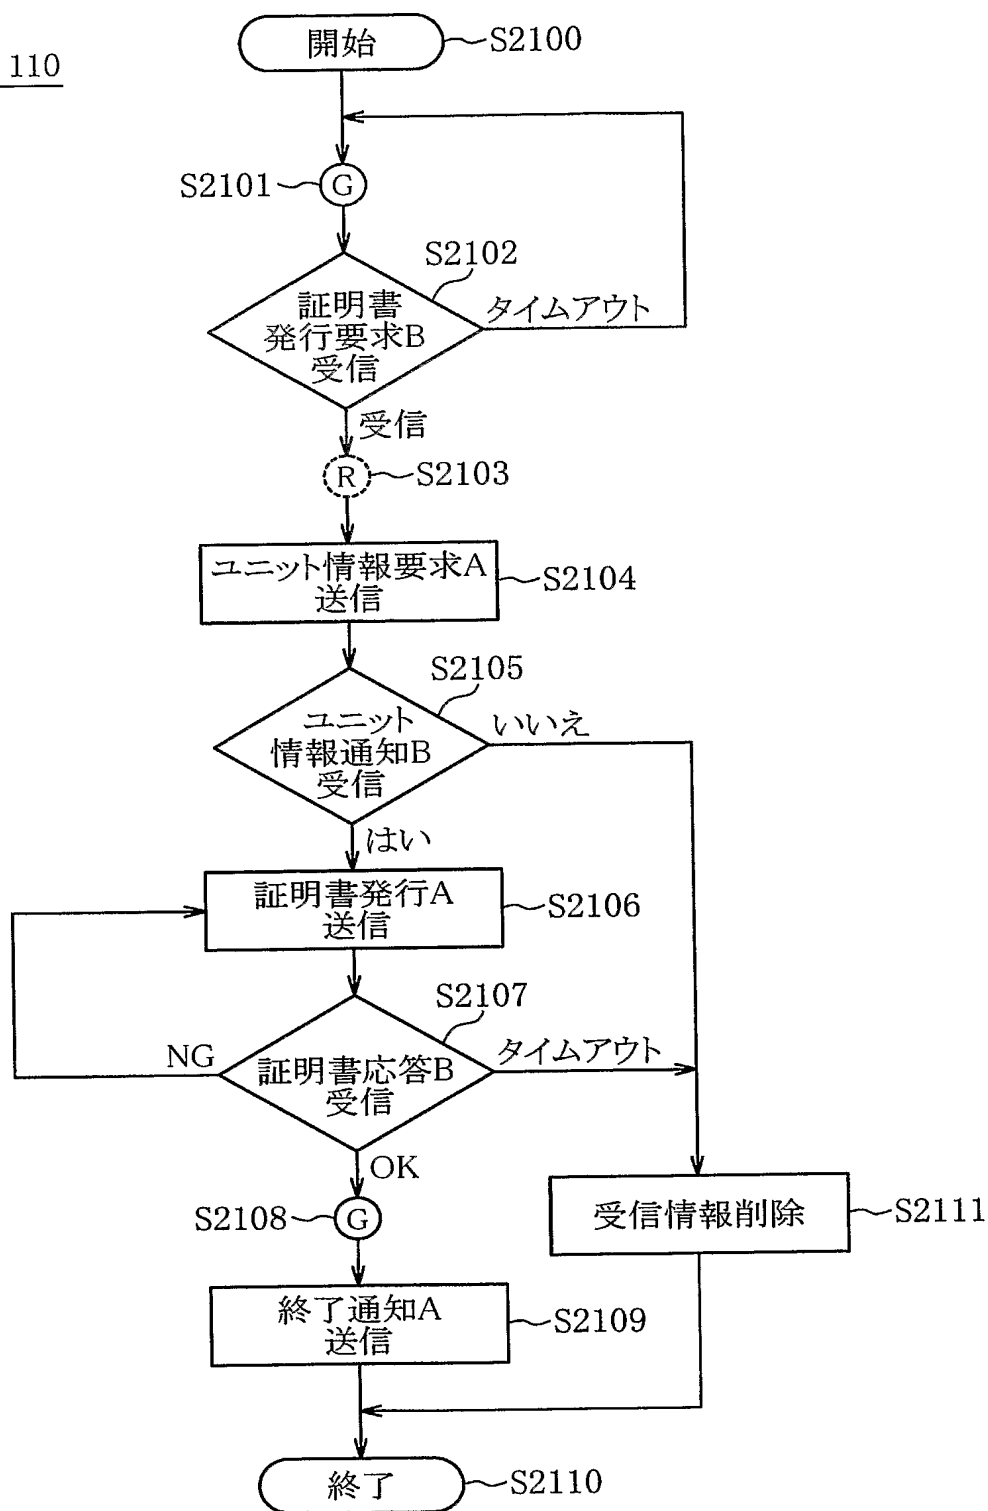 開始
S2100
110
S2101
G
S2102
証明書
発行要求B
受信
タイムアウト
受信
R
S2103
ユニット情報要求A
送信
S2104
S2105
ユニット
情報通知B
受信
いいえ
はい
証明書発行A
送信
S2106
S2107
NG
証明書応答B
受信
タイムアウト
OK
S2108
G
受信情報削除
S2111
終了通知A
送信
S2109
終了
S2110